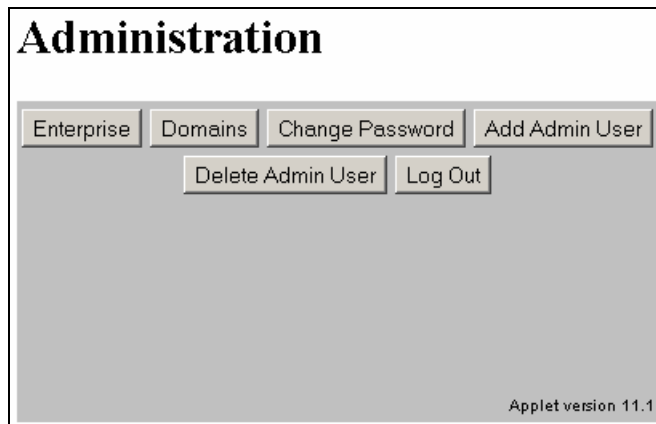 Administration
Enterprise Domains Change Password Add Admin User
Delete Admin User Log Out
Applet version 11.1